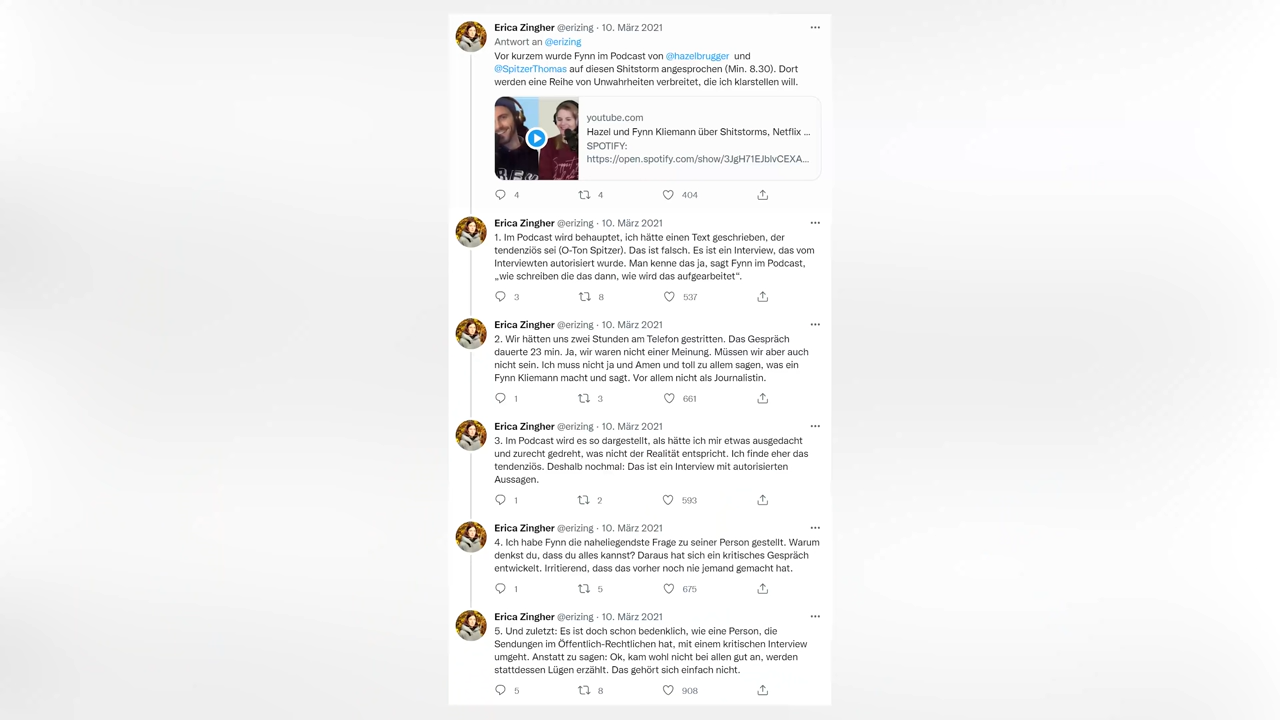 Erica Zingher @erizing · 10. März 2021
Antwort an @erizing
Vor kurzem wurde Fynn im Podcast von @hazelbrugger und
@SpitzerThomas auf diesen Shitstorm angesprochen (Min. 8.30). Dort
werden eine Reihe von Unwahrheiten verbreitet, die ich klarstellen will.
youtube.com
Hazel und Fynn Kliemann über Shitstorms, Netflix ...
SPOTIFY:
https://open.spotify.com/show/3JgH71EJblvCEXA...
4 4 404
Erica Zingher @erizing · 10. März 2021
1. Im Podcast wird behauptet, ich hätte einen Text geschrieben, der
tendenziös sei (O-Ton Spitzer). Das ist falsch. Es ist ein Interview, das vom
Interviewten autorisiert wurde. Man kenne das ja, sagt Fynn im Podcast,
„wie schreiben die das dann, wie wird das aufgearbeitet“.
3 8 537
Erica Zingher @erizing · 10. März 2021
2. Wir hätten uns zwei Stunden am Telefon gestritten. Das Gespräch
dauerte 23 min. Ja, wir waren nicht einer Meinung. Müssen wir aber auch
nicht sein. Ich muss nicht ja und Amen und toll zu allem sagen, was ein
Fynn Kliemann macht und sagt. Vor allem nicht als Journalistin.
1 3 661
Erica Zingher @erizing · 10. März 2021
3. Im Podcast wird es so dargestellt, als hätte ich mir etwas ausgedacht
und zurecht gedreht, was nicht der Realität entspricht. Ich finde eher das
tendenziös. Deshalb nochmal: Das ist ein Interview mit autorisierten
Aussagen.
1 2 593
Erica Zingher @erizing · 10. März 2021
4. Ich habe Fynn die naheliegendste Frage zu seiner Person gestellt. Warum
denkst du, dass du alles kannst? Daraus hat sich ein kritisches Gespräch
entwickelt. Irritierend, dass das vorher noch nie jemand gemacht hat.
1 5 675
Erica Zingher @erizing · 10. März 2021
5. Und zuletzt: Es ist doch schon bedenklich, wie eine Person, die
Sendungen im Öffentlich-Rechtlichen hat, mit einem kritischen Interview
umgeht. Anstatt zu sagen: Ok, kam wohl nicht bei allen gut an, werden
stattdessen Lügen erzählt. Das gehört sich einfach nicht.
5 8 908